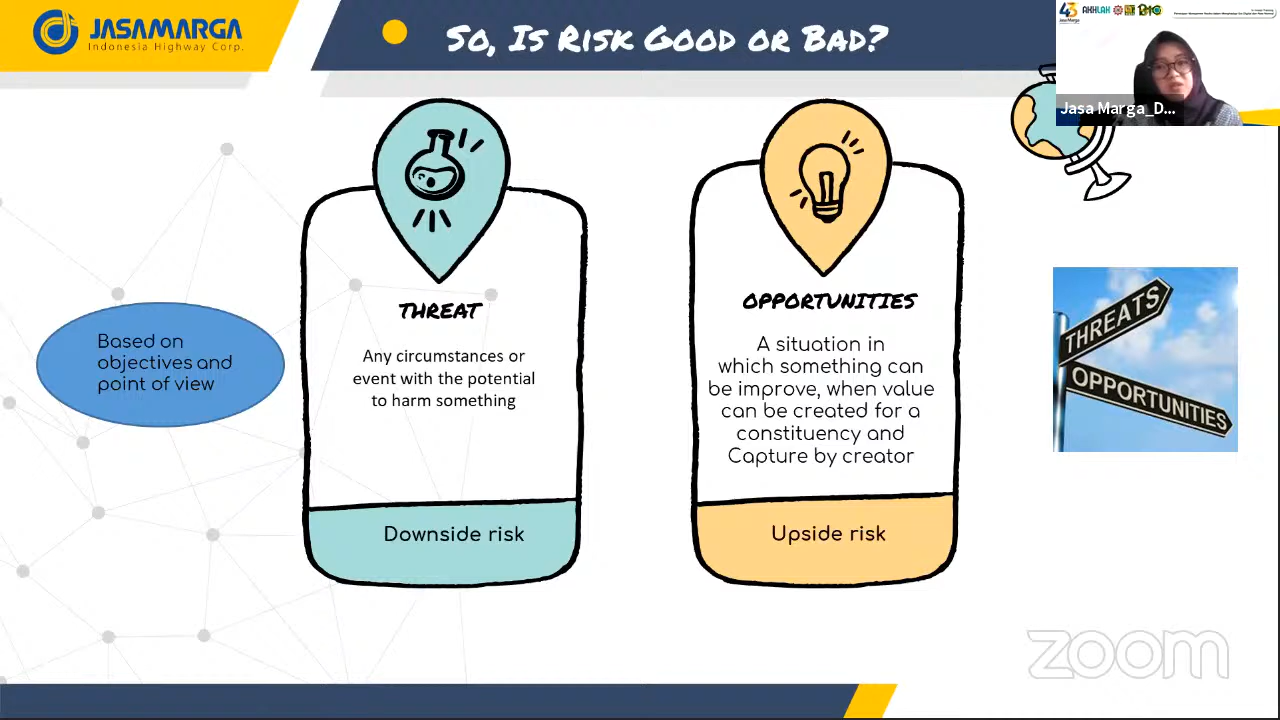 JASAMARGA
Indonesia Highway Corp.
So, Is Risk Good or Bad?
43
AKHLAK
Jasa Marga_D...
Based on
objectives and
point of view
THREAT
Any circumstances or
event with the potential
to harm something
Downside risk
OPPORTUNITIES
A situation in
which something can
be improve, when value
can be created for a
constituency and
Capture by creator
Upside risk
THREATS
OPPORTUNITIES
zoom